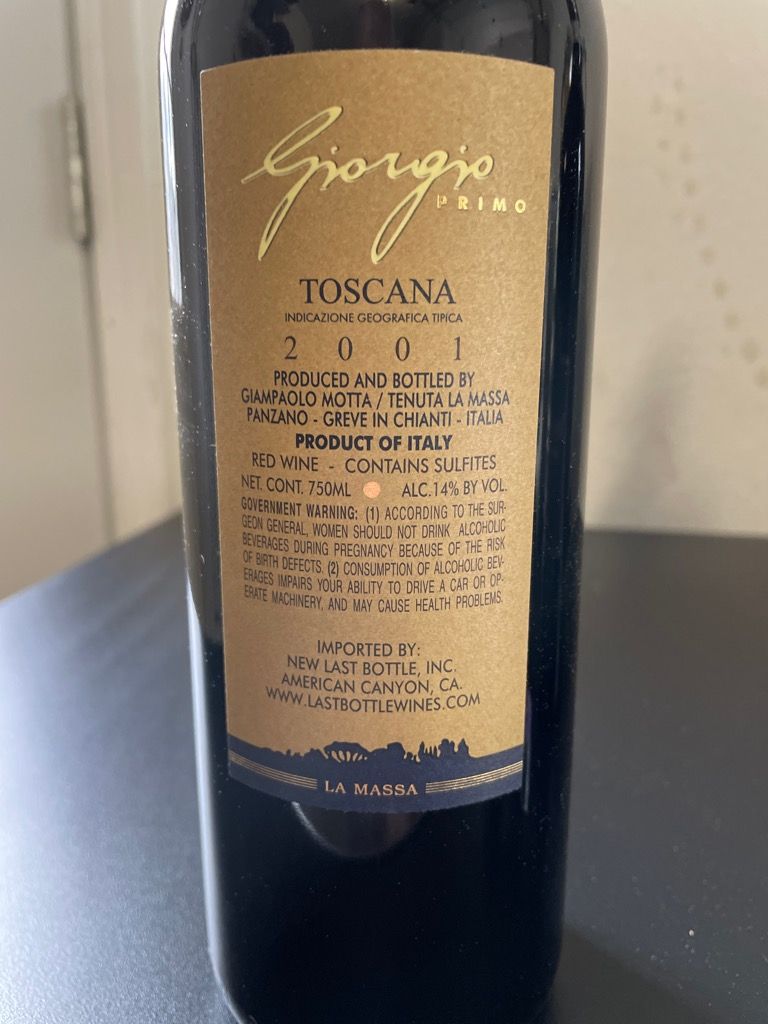 Giorgio
PRIMO
TOSCANA
INDICAZIONE GEOGRAFICA TIPICA
2 0 0 1
PRODUCED AND BOTTLED BY
GIAMPAOLO MOTTA / TENUTA LA MASSA
PANZANO - GREVE IN CHIANTI - ITALIA
PRODUCT OF ITALY
RED WINE - CONTAINS SULFITES
NET. CONT. 750ML ALC.14% BY VOL.
GOVERNMENT WARNING: (1) ACCORDING TO THE SUR-
GEON GENERAL, WOMEN SHOULD NOT DRINK ALCOHOLIC
BEVERAGES DURING PREGNANCY BECAUSE OF THE RISK
OF BIRTH DEFECTS. (2) CONSUMPTION OF ALCOHOLIC BEV-
ERAGES IMPAIRS YOUR ABILITY TO DRIVE A CAR OR OP-
ERATE MACHINERY, AND MAY CAUSE HEALTH PROBLEMS.
IMPORTED BY:
NEW LAST BOTTLE, INC.
AMERICAN CANYON, CA.
WWW.LASTBOTTLEWINES.COM
LA MASSA